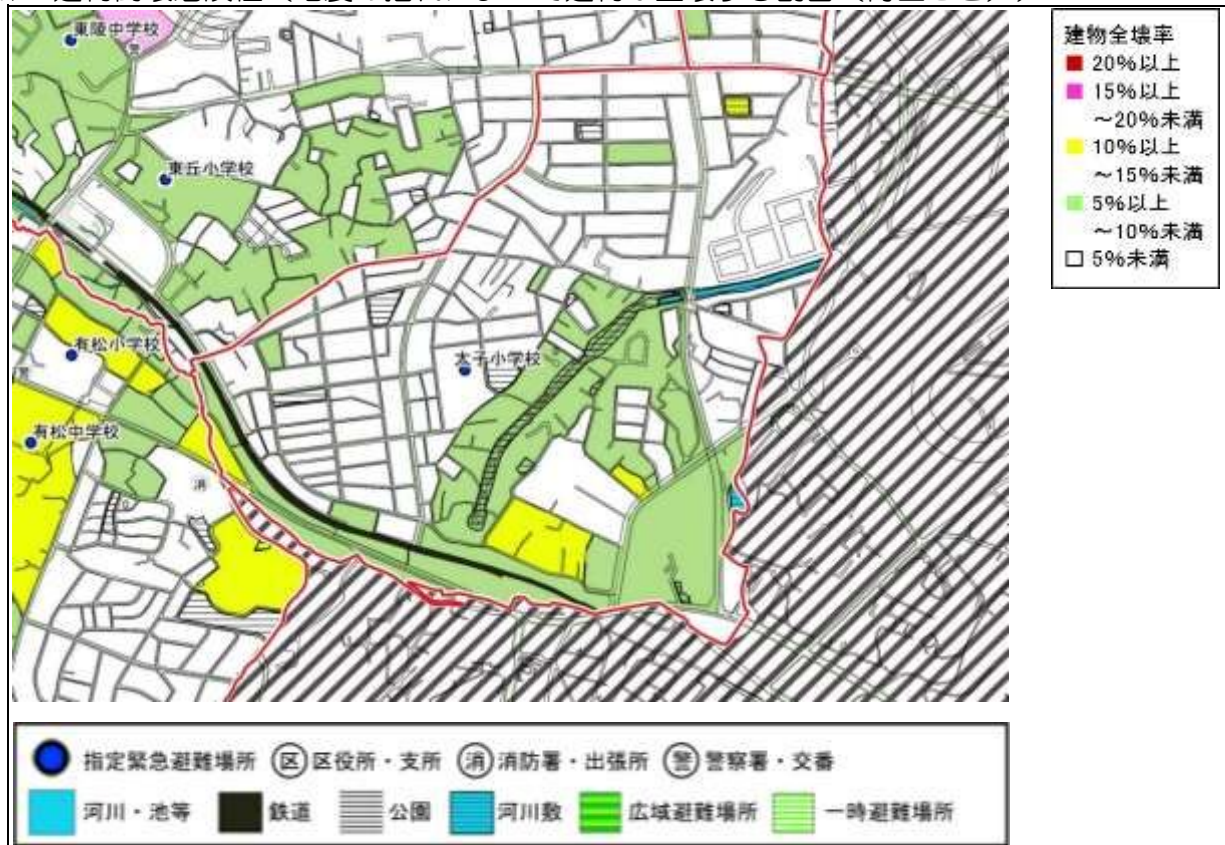 東陵中学校
東丘小学校
有松小学校
太子小学校
有松中学校
消
建物全壊率
20%以上
15%以上
～20%未満
10%以上
～15%未満
5%以上
～10%未満
5%未満
指定緊急避難場所 区 区役所・支所 消 消防署・出張所 警 警察署・交番
河川・池等 鉄道 公園 河川敷 広域避難場所 一時避難場所